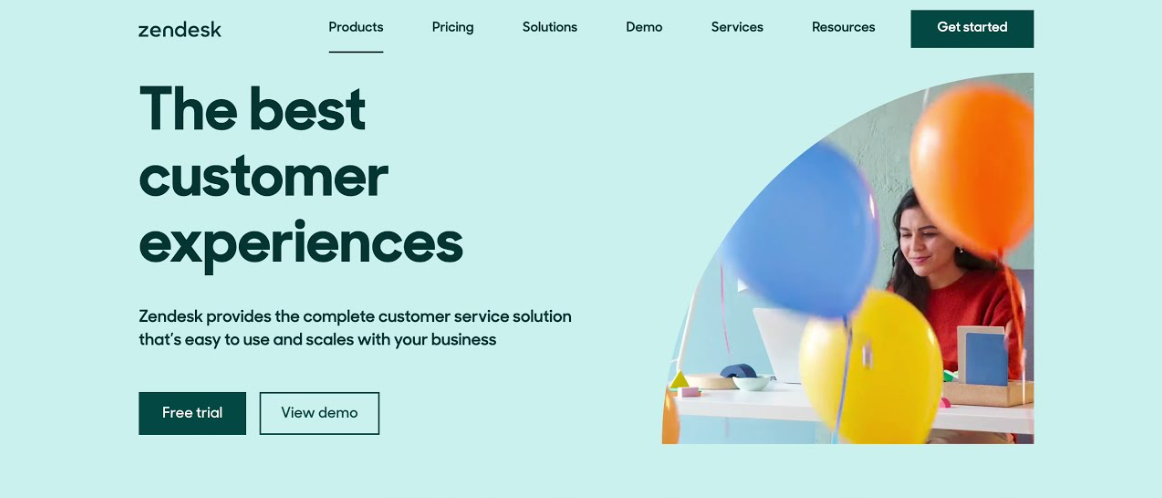 zendesk
Products Pricing Solutions Demo Services Resources Get started
The best
customer
experiences
Zendesk provides the complete customer service solution
that's easy to use and scales with your business
Free trial View demo